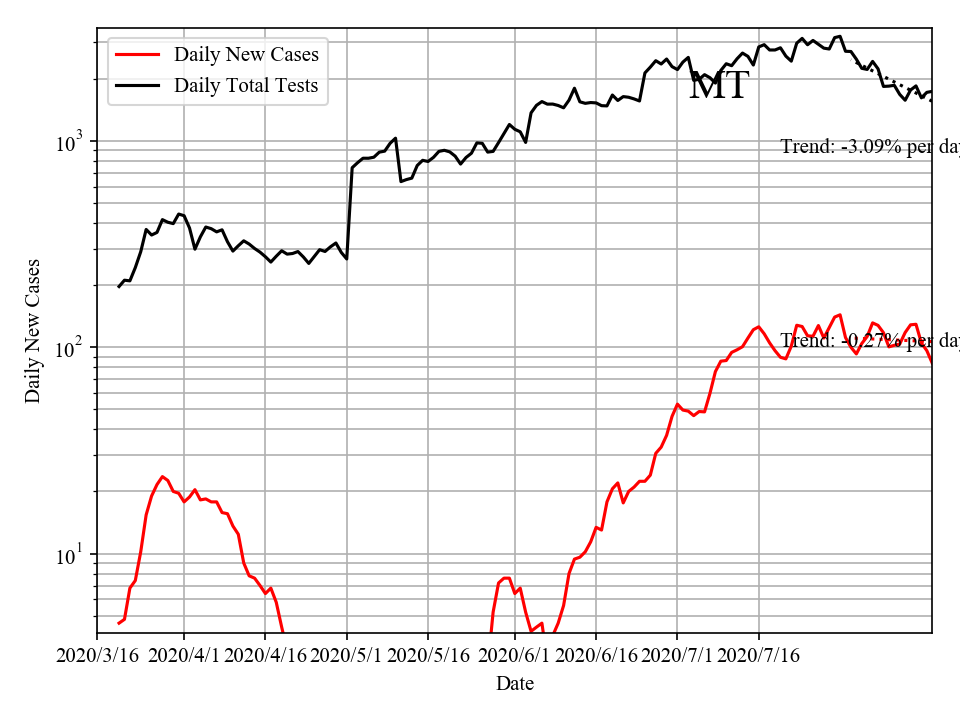 Daily New Cases
Daily Total Tests
MT
Trend: -3.09% per day
Trend: -0.27% per day
10³
10²
10¹
Daily New Cases
2020/3/16 2020/4/1 2020/4/16 2020/5/1 2020/5/16 2020/6/1 2020/6/16 2020/7/1 2020/7/16
Date